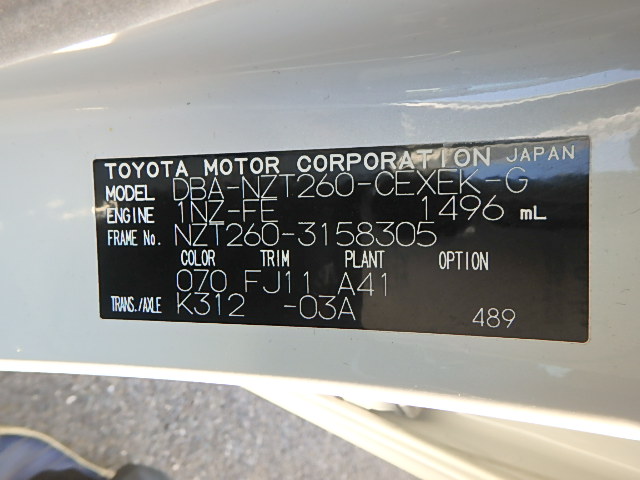 TOYOTA MOTOR CORPORATION JAPAN
MODEL DBA-NZT260-CEXEK-G
ENGINE 1NZ-FE 1496 mL
FRAME No. NZT260-3158305
COLOR TRIM PLANT OPTION
070 FJ11 A41
TRANS./AXLE K312 -03A
489